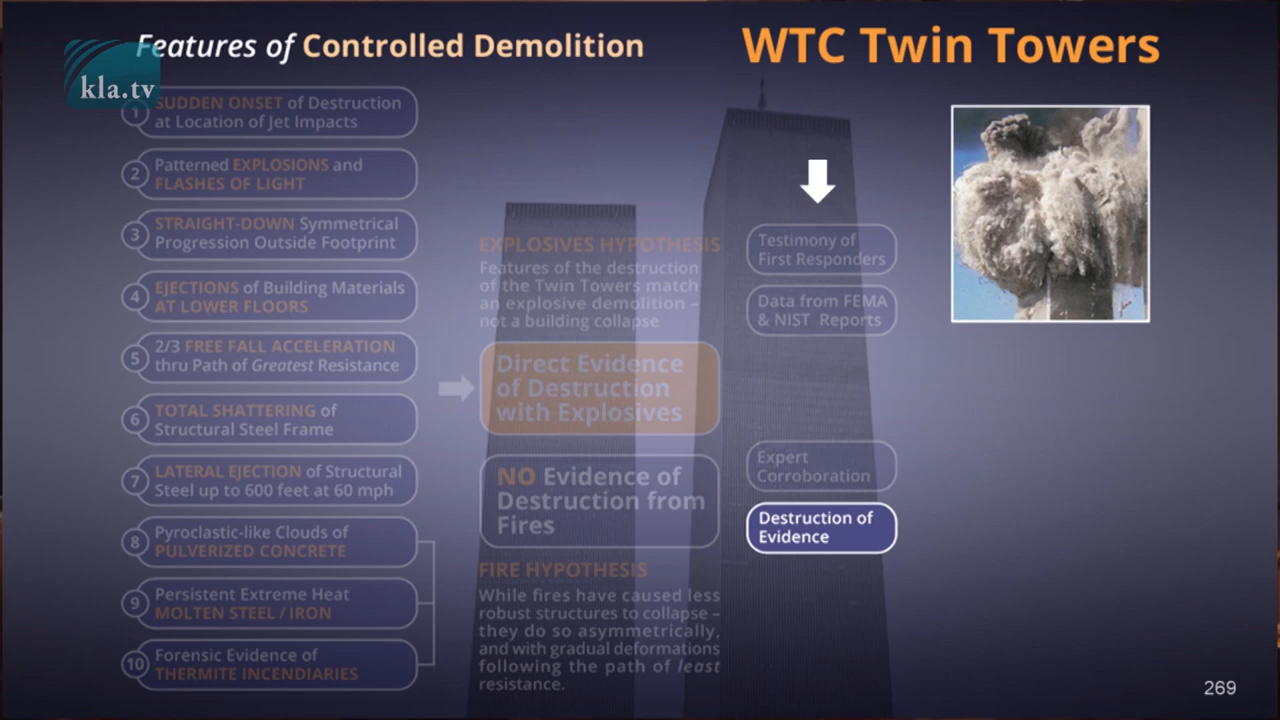 Features of Controlled Demolition
WTC Twin Towers
kla.tv
1 SUDDEN ONSET of Destruction
at Location of Jet Impacts
2 Patterned EXPLOSIONS and
FLASHES OF LIGHT
3 STRAIGHT-DOWN Symmetrical
Progression Outside Footprint
4 EJECTIONS of Building Materials
AT LOWER FLOORS
5 2/3 FREE FALL ACCELERATION
thru Path of Greatest Resistance
6 TOTAL SHATTERING of
Structural Steel Frame
7 LATERAL EJECTION of Structural
Steel up to 600 feet at 60 mph
8 Pyroclastic-like Clouds of
PULVERIZED CONCRETE
9 Persistent Extreme Heat
MOLTEN STEEL / IRON
10 Forensic Evidence of
THERMITE INCENDIARIES
EXPLOSIVES HYPOTHESIS
Features of the destruction
of the Twin Towers match
an explosive demolition –
not a building collapse
Direct Evidence
of Destruction
with Explosives
NO Evidence of
Destruction from
Fires
FIRE HYPOTHESIS
While fires have caused less
robust structures to collapse –
they do so asymmetrically,
and with gradual deformations
following the path of least
resistance.
Testimony of
First Responders
Data from FEMA
& NIST Reports
Expert
Corroboration
Destruction of
Evidence
269